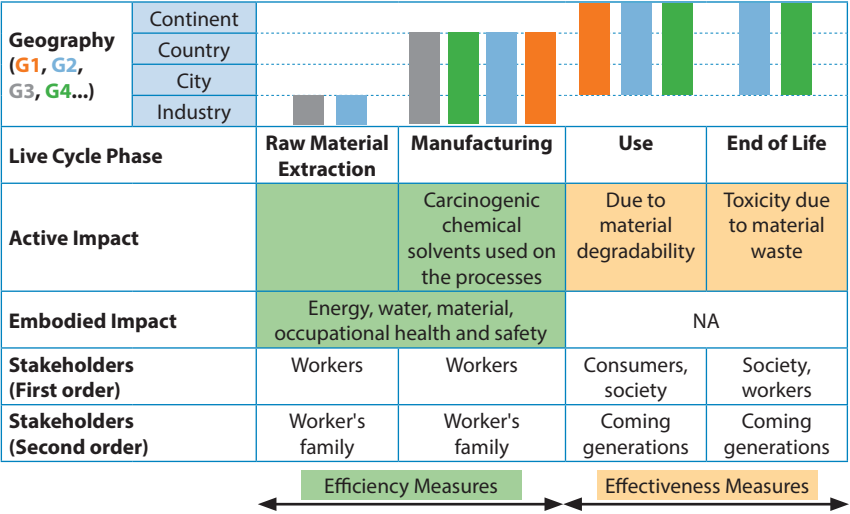 Geography
(G1, G2,
G3, G4...)
Continent
Country
City
Industry
Live Cycle Phase
Raw Material
Extraction
Manufacturing
Use
End of Life
Active Impact
Carcinogenic
chemical
solvents used on
the processes
Due to
material
degradability
Toxicity due
to material
waste
Embodied Impact
Energy, water, material,
occupational health and safety
NA
Stakeholders
(First order)
Workers
Workers
Consumers,
society
Society,
workers
Stakeholders
(Second order)
Worker's
family
Worker's
family
Coming
generations
Coming
generations
Efficiency Measures
Effectiveness Measures